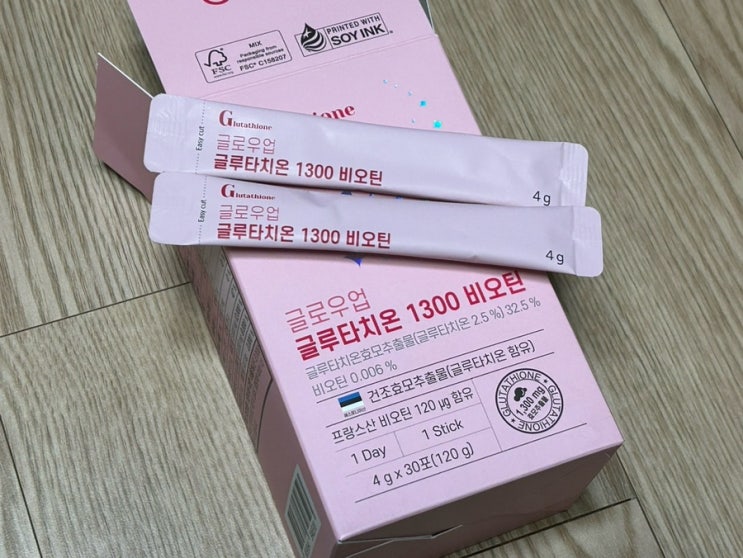 MIX
Packaging from
responsible sources
FSC® C158207
FSC
PRINTED WITH
SOY INK
Easy cut
Glutathione
글로우업
글루타치온 1300 비오틴
4 g
Easy cut
Glutathione
글로우업
글루타치온 1300 비오틴
4 g
글로우업
글루타치온 1300 비오틴
글루타치온효모추출물(글루타치온 2.5 %) 32.5 %
비오틴 0.006 %
건조효모추출물(글루타치온 함유)
프랑스산 비오틴 120 μg 함유
1 Day
1 Stick
4 g x 30포(120 g)
GLUTATHIONE
1,300 mg
GLUTATHIONE